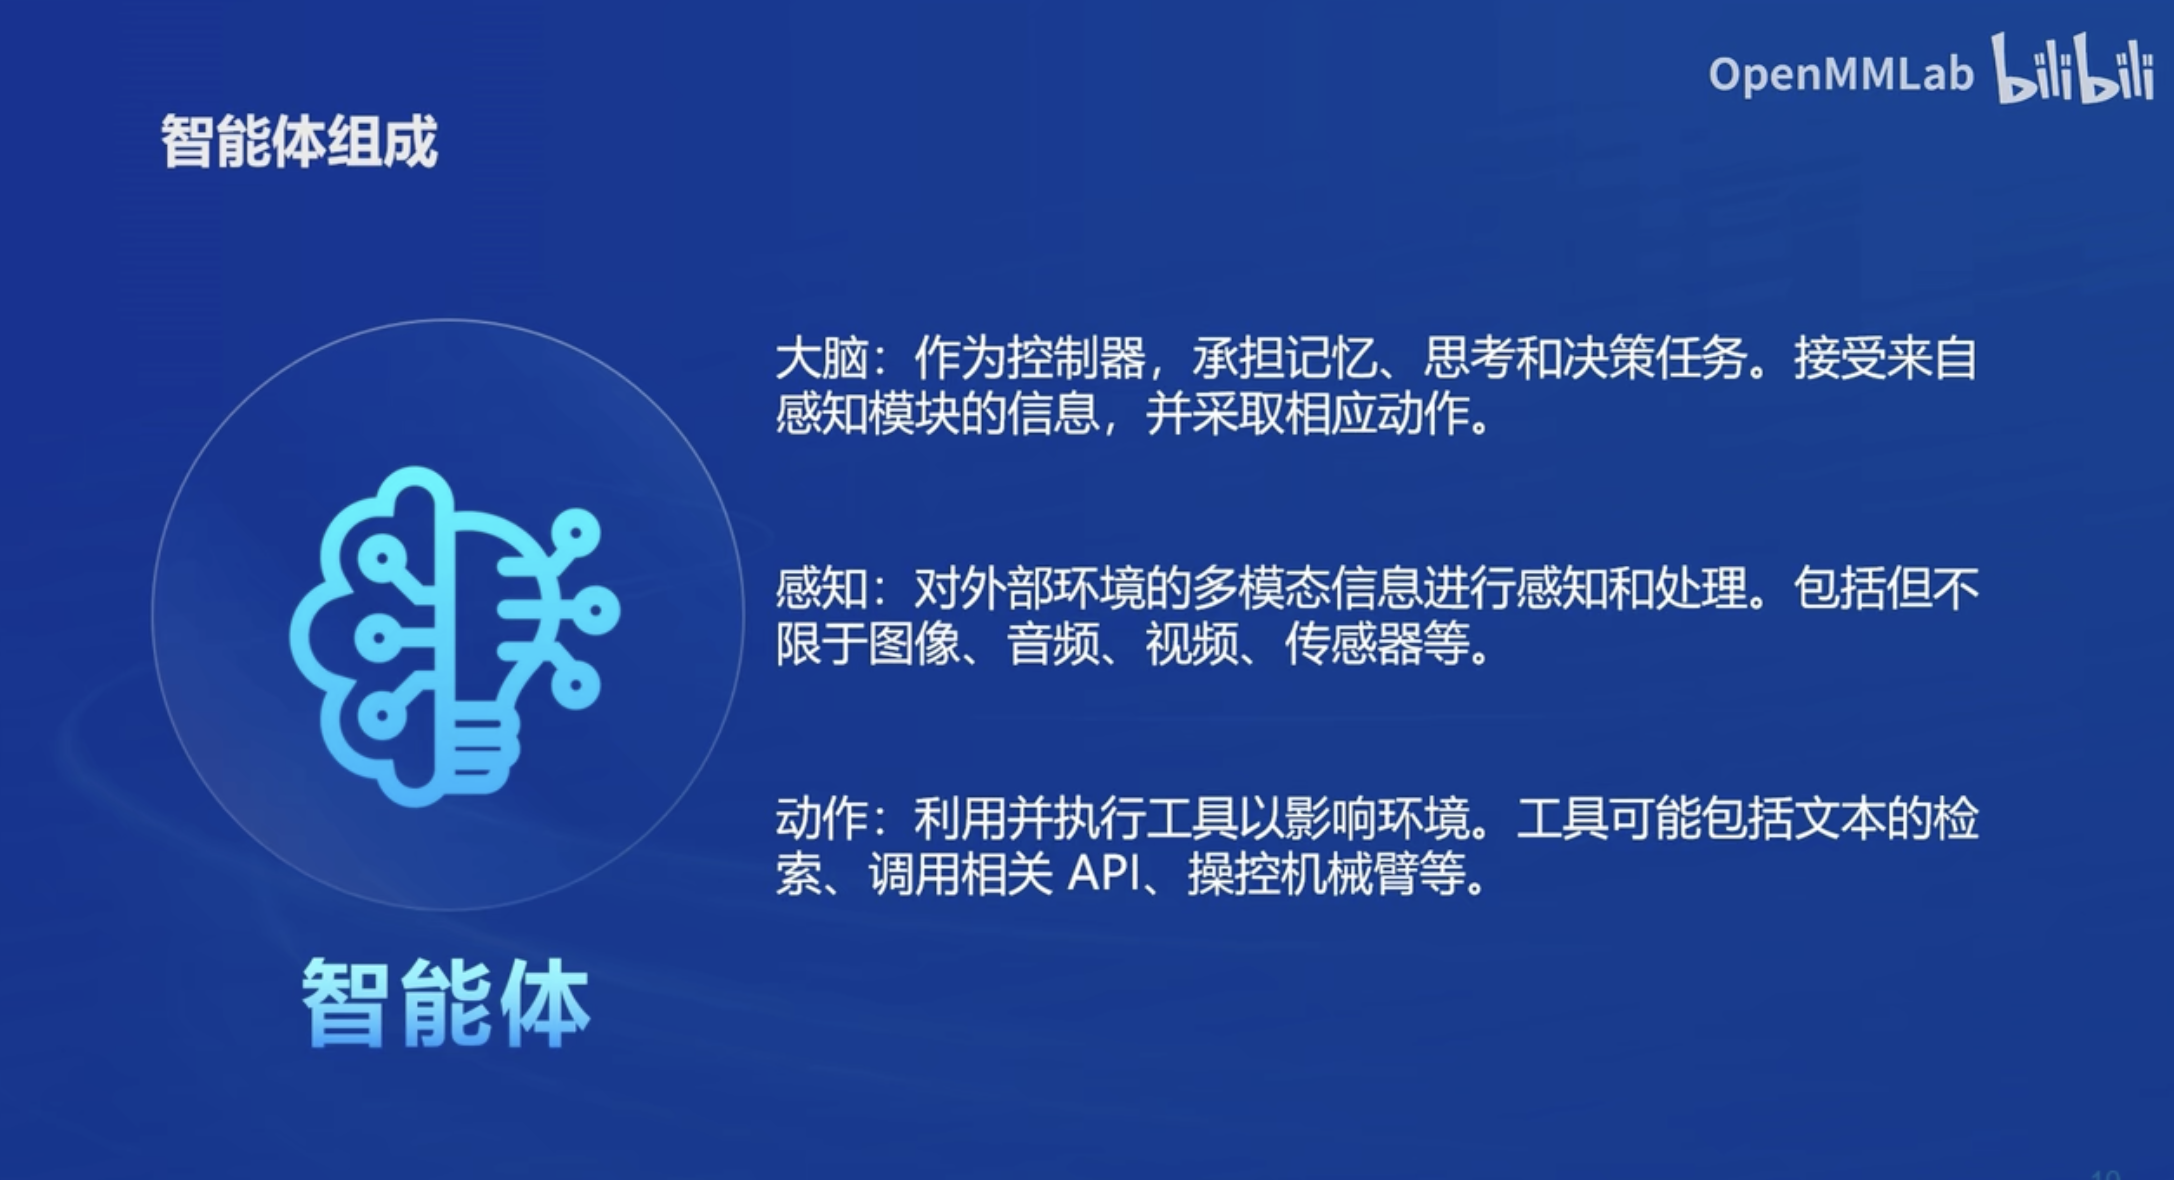 OpenMMLab bilibili
智能体组成
大脑：作为控制器，承担记忆、思考和决策任务。接受来自
感知模块的信息，并采取相应动作。
感知：对外部环境的多模态信息进行感知和处理。包括但不
限于图像、音频、视频、传感器等。
动作：利用并执行工具以影响环境。工具可能包括文本的检
索、调用相关 API、操控机械臂等。
智能体